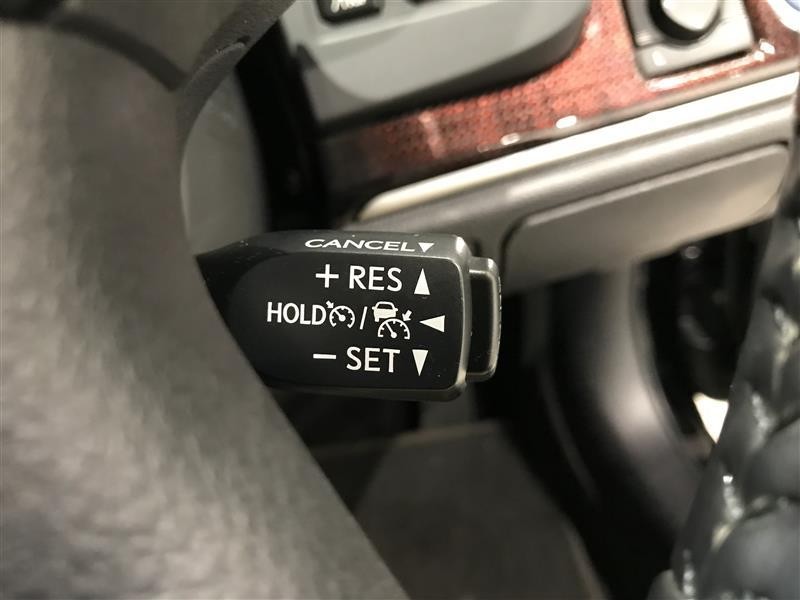 CANCEL▼
+ RES ▲
HOLD / ◀
− SET ▼